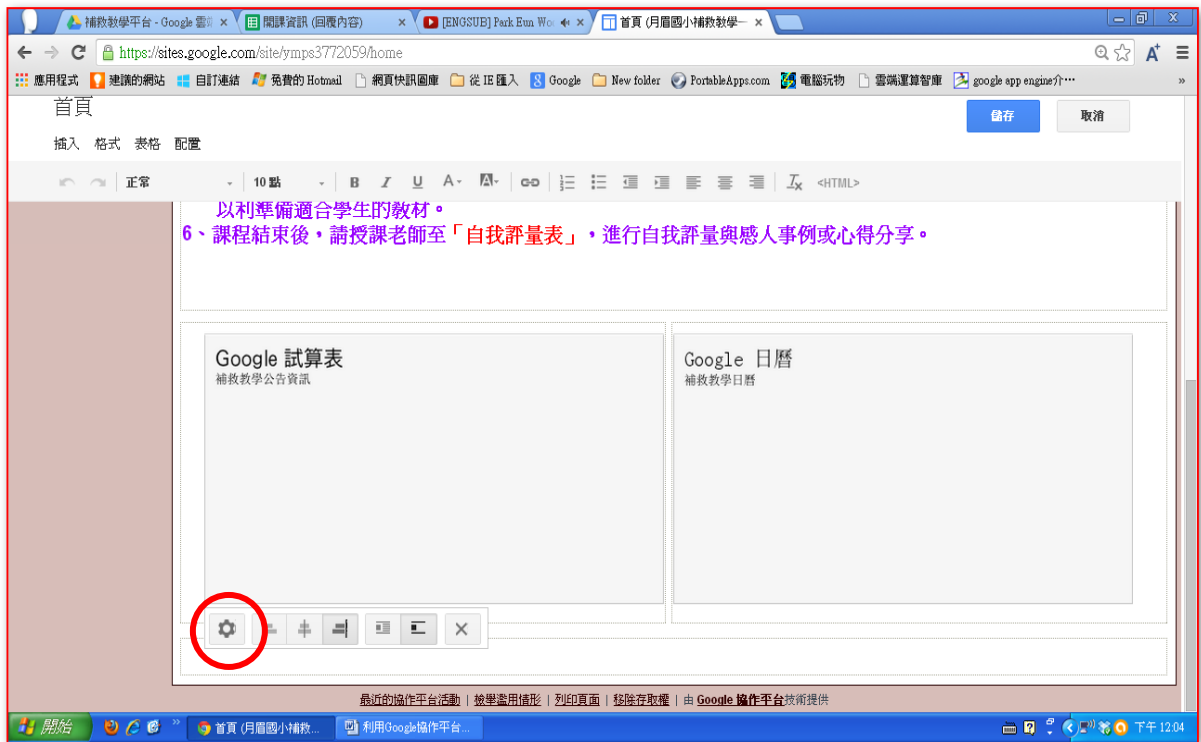 補救教學平台 - Google 雲端
開課資訊 (回覆內容)
[ENGSUB] Park Eun Woo
首頁 (月眉國小補救教學一
https://sites.google.com/site/ymps3772059/home
應用程式 建議的網站 自訂連結 免費的 Hotmail 網頁快訊圖庫 從 IE 匯入 Google New folder PortableApps.com 電腦玩物 雲端運算智庫 google app engine介… »
首頁
儲存 取消
插入 格式 表格 配置
正常 10 點 B I U A A <HTML>
以利準備適合學生的教材。
6、課程結束後，請授課老師至「自我評量表」，進行自我評量與感人事例或心得分享。
Google 試算表
補救教學公告資訊
Google 日曆
補救教學日曆
最近的協作平台活動 | 檢舉濫用情形 | 列印頁面 | 移除存取權 | 由 Google 協作平台技術提供
開始 » 首頁 (月眉國小補救... 利用Google協作平台... 下午 12:04